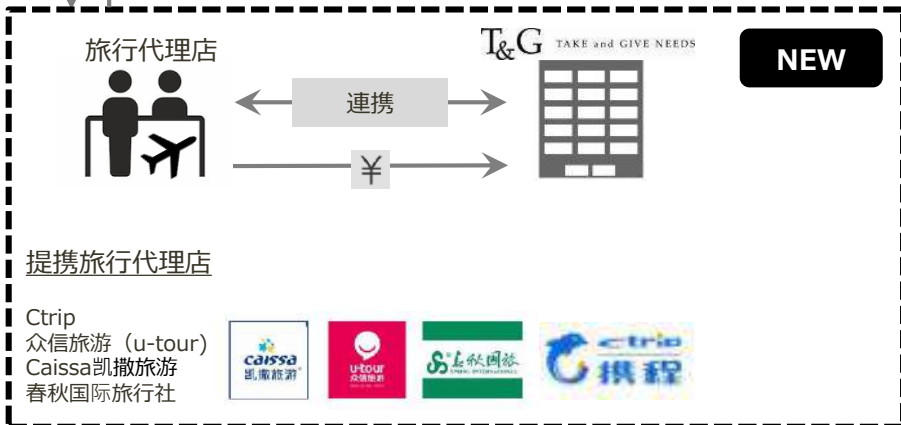 旅行代理店
T&G TAKE and GIVE NEEDS
NEW
連携
¥
提携旅行代理店
Ctrip
众信旅游（u-tour)
Caissa凯撒旅游
春秋国际旅行社
caissa
凯撒旅游
u-tour
众信旅游
春秋国旅
SPRING INTERNATIONAL
ctrip
携程